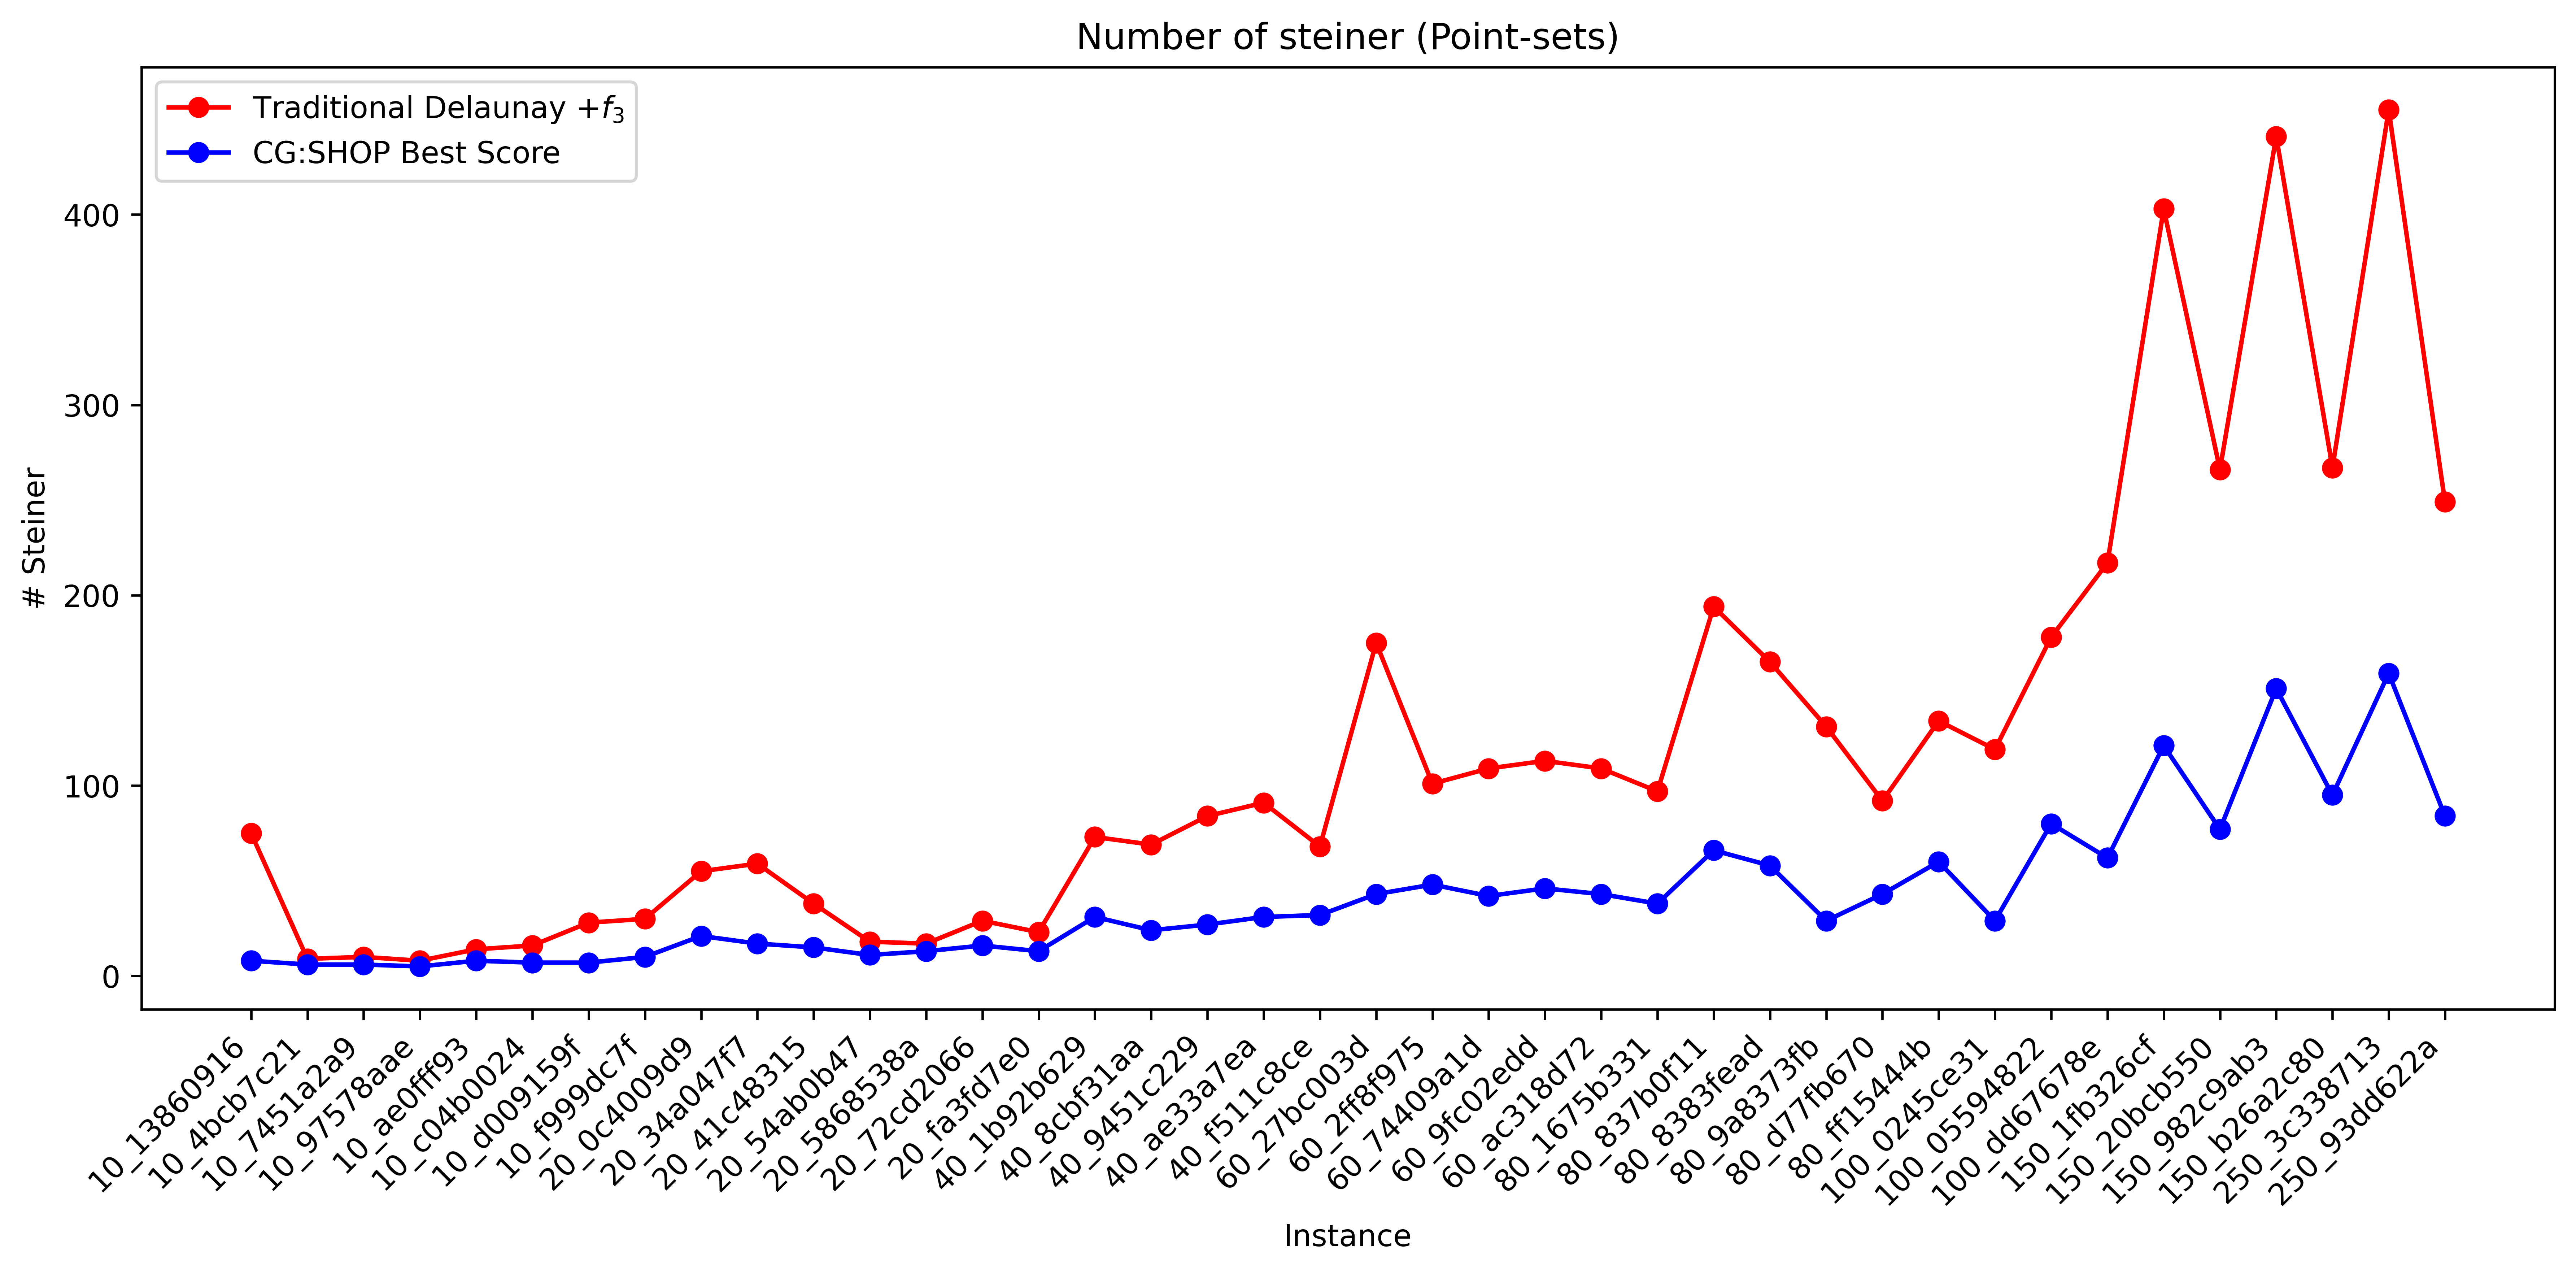 Number of steiner (Point-sets)
Traditional Delaunay +f₃
CG:SHOP Best Score
# Steiner
400
300
200
100
0
10_13860916
10_4bcb7c21
10_7451a2a9
10_97578aae
10_ae0fff93
10_c04b0024
10_d009159f
10_f999dc7f
20_0c4009d9
20_34a047f7
20_41c48315
20_54ab0b47
20_5868538a
20_72cd2066
20_fa3fd7e0
40_1b92b629
40_8cbf31aa
40_9451c229
40_ae33a7ea
40_f511c8ce
60_27bc003d
60_2ff8f975
60_74409a1d
60_9fc02edd
60_ac318d72
80_1675b331
80_837b0f11
80_8383fead
80_9a8373fb
80_d77fb670
80_ff15444b
100_0245ce31
100_05594822
100_dd67678e
150_1fb326cf
150_20bcb550
150_982c9ab3
150_b26a2c80
250_3c338713
250_93dd622a
Instance